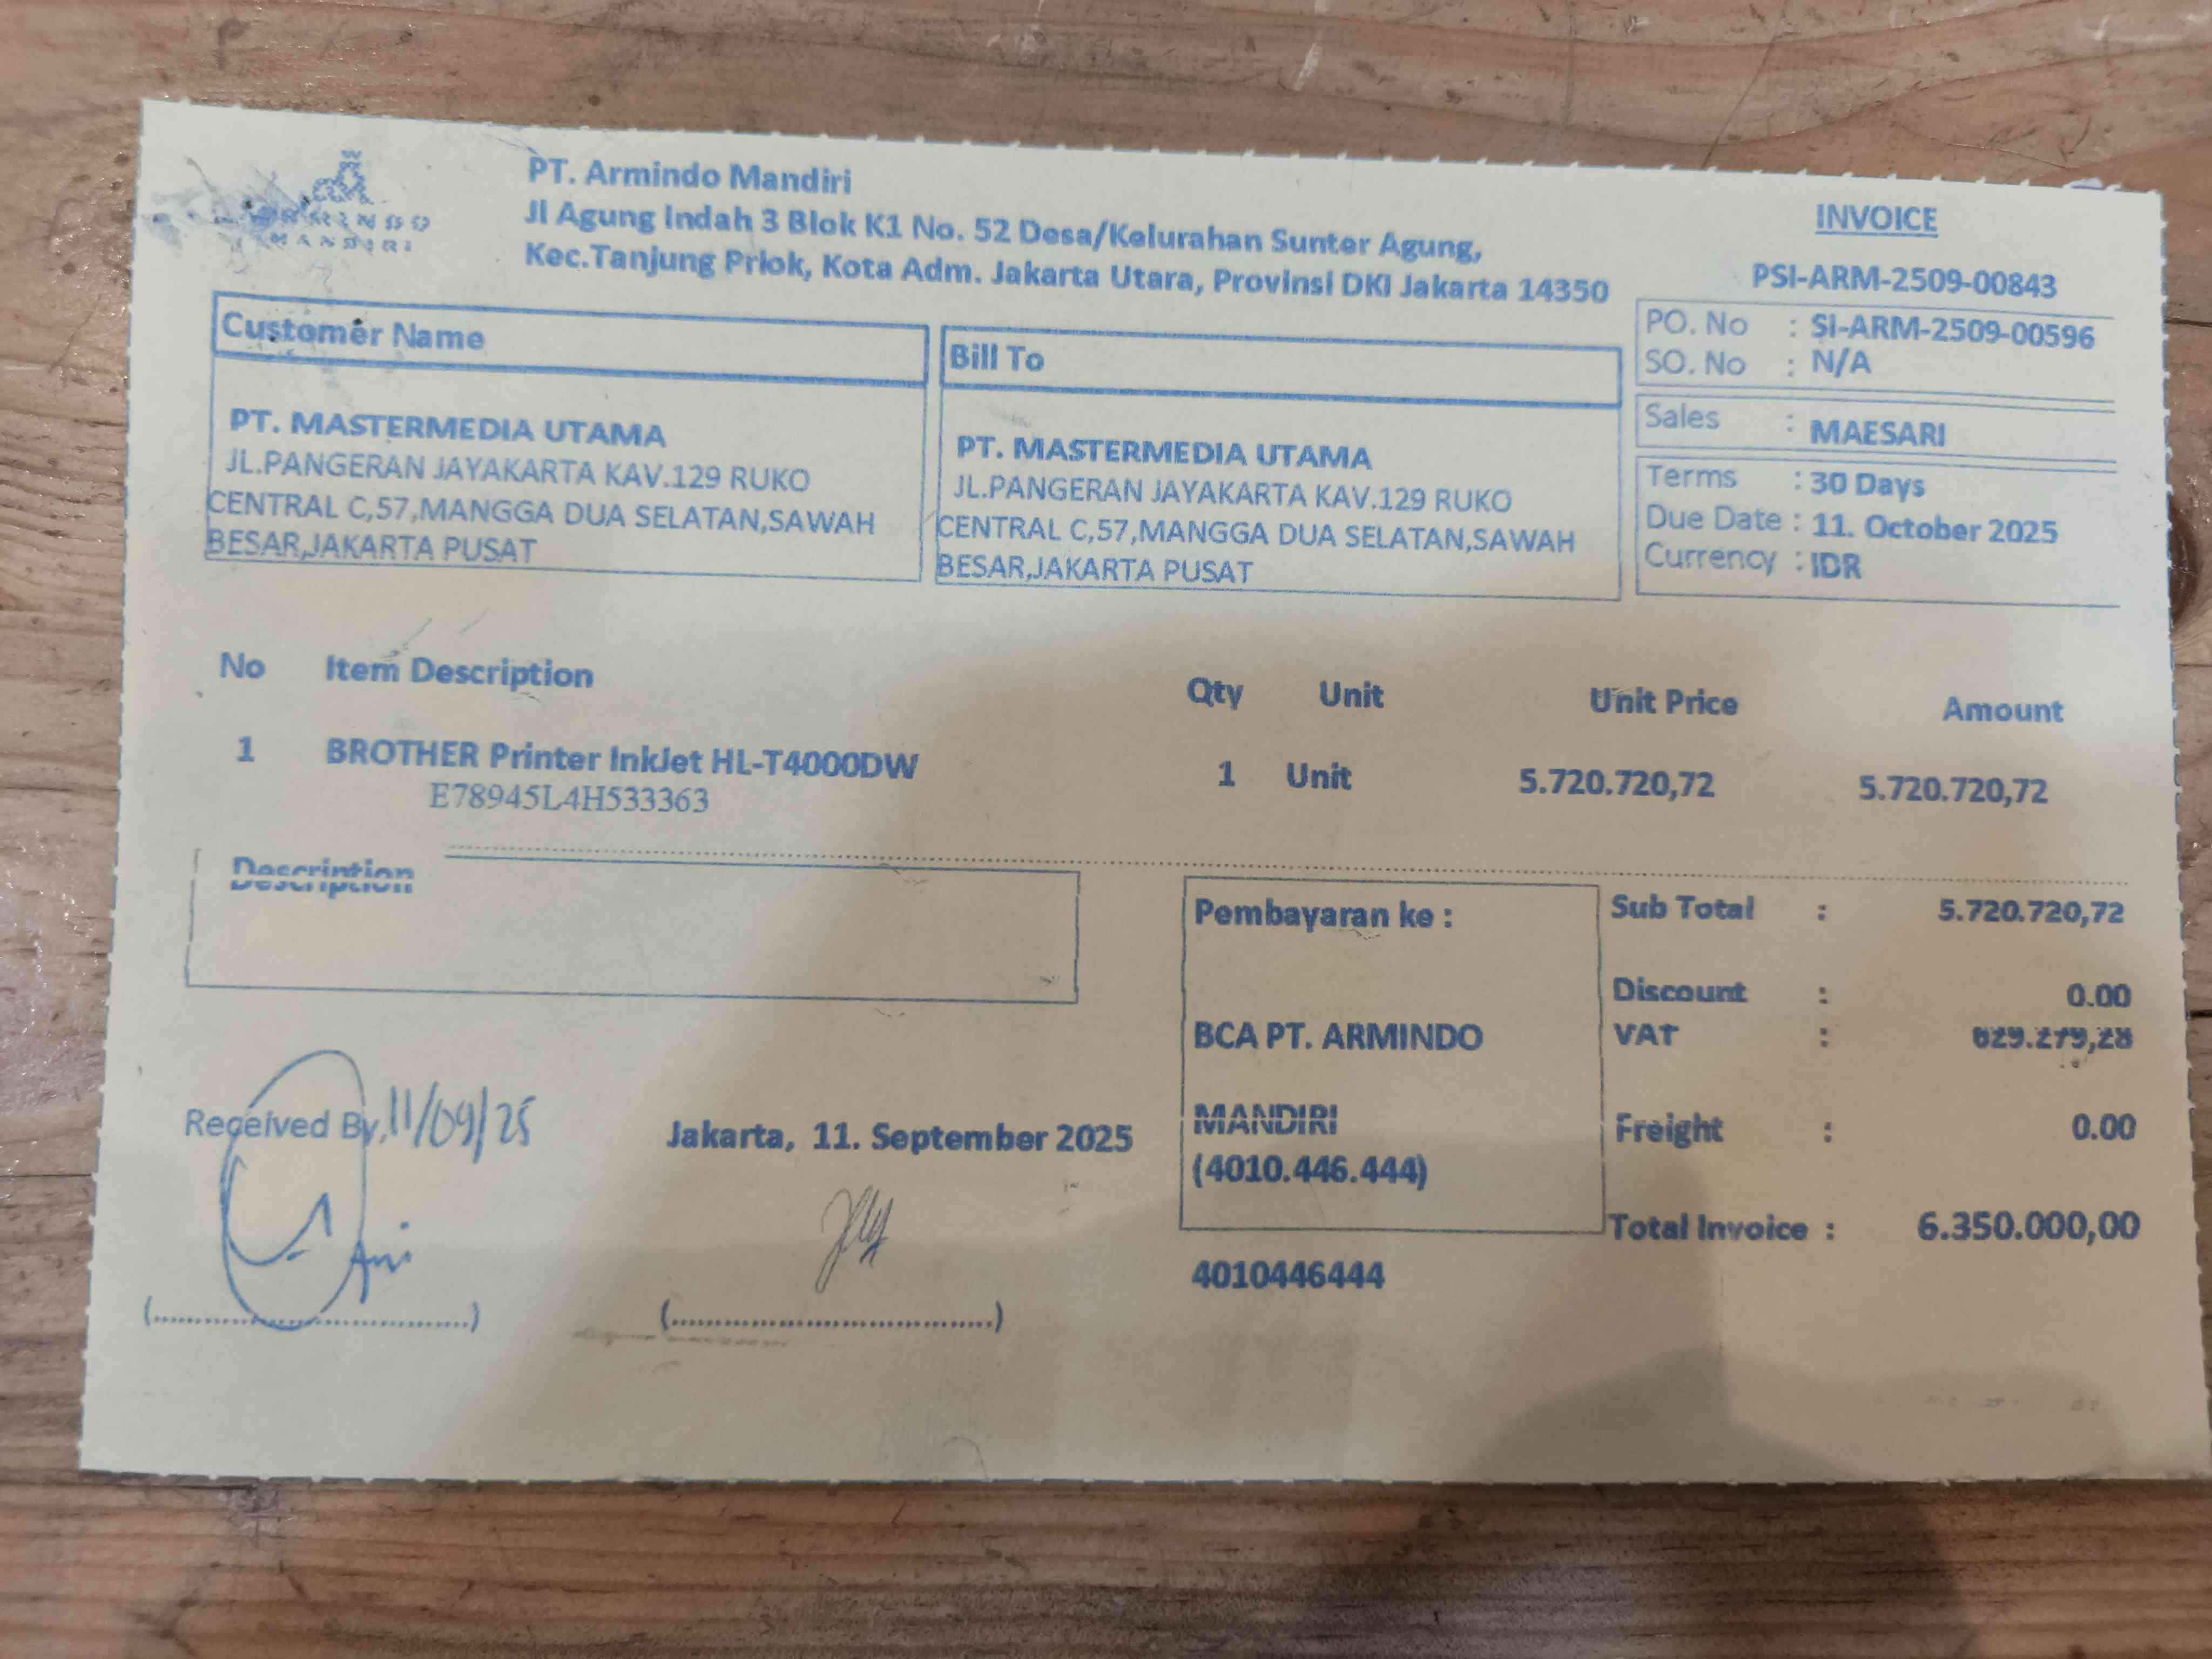 ARMINDO
MANDIRI
PT. Armindo Mandiri
Jl Agung Indah 3 Blok K1 No. 52 Desa/Kelurahan Sunter Agung,
Kec.Tanjung Priok, Kota Adm. Jakarta Utara, Provinsi DKI Jakarta 14350
INVOICE
PSI-ARM-2509-00843
PO. No : SI-ARM-2509-00596
SO. No : N/A
Sales : MAESARI
Terms : 30 Days
Due Date : 11. October 2025
Currency : IDR
Customer Name
PT. MASTERMEDIA UTAMA
JL.PANGERAN JAYAKARTA KAV.129 RUKO
CENTRAL C,57,MANGGA DUA SELATAN,SAWAH
BESAR,JAKARTA PUSAT
Bill To
PT. MASTERMEDIA UTAMA
JL.PANGERAN JAYAKARTA KAV.129 RUKO
CENTRAL C,57,MANGGA DUA SELATAN,SAWAH
BESAR,JAKARTA PUSAT
No Item Description Qty Unit Unit Price Amount
1 BROTHER Printer InkJet HL-T4000DW 1 Unit 5.720.720,72 5.720.720,72
E78945L4H533363
Description
Pembayaran ke :
BCA PT. ARMINDO
MANDIRI
(4010.446.444)
4010446444
Sub Total : 5.720.720,72
Discount : 0.00
VAT : 629.279,28
Freight : 0.00
Total Invoice : 6.350.000,00
Received By, 11/09/25
Ani
(..................................)
Jakarta, 11. September 2025
(..................................)